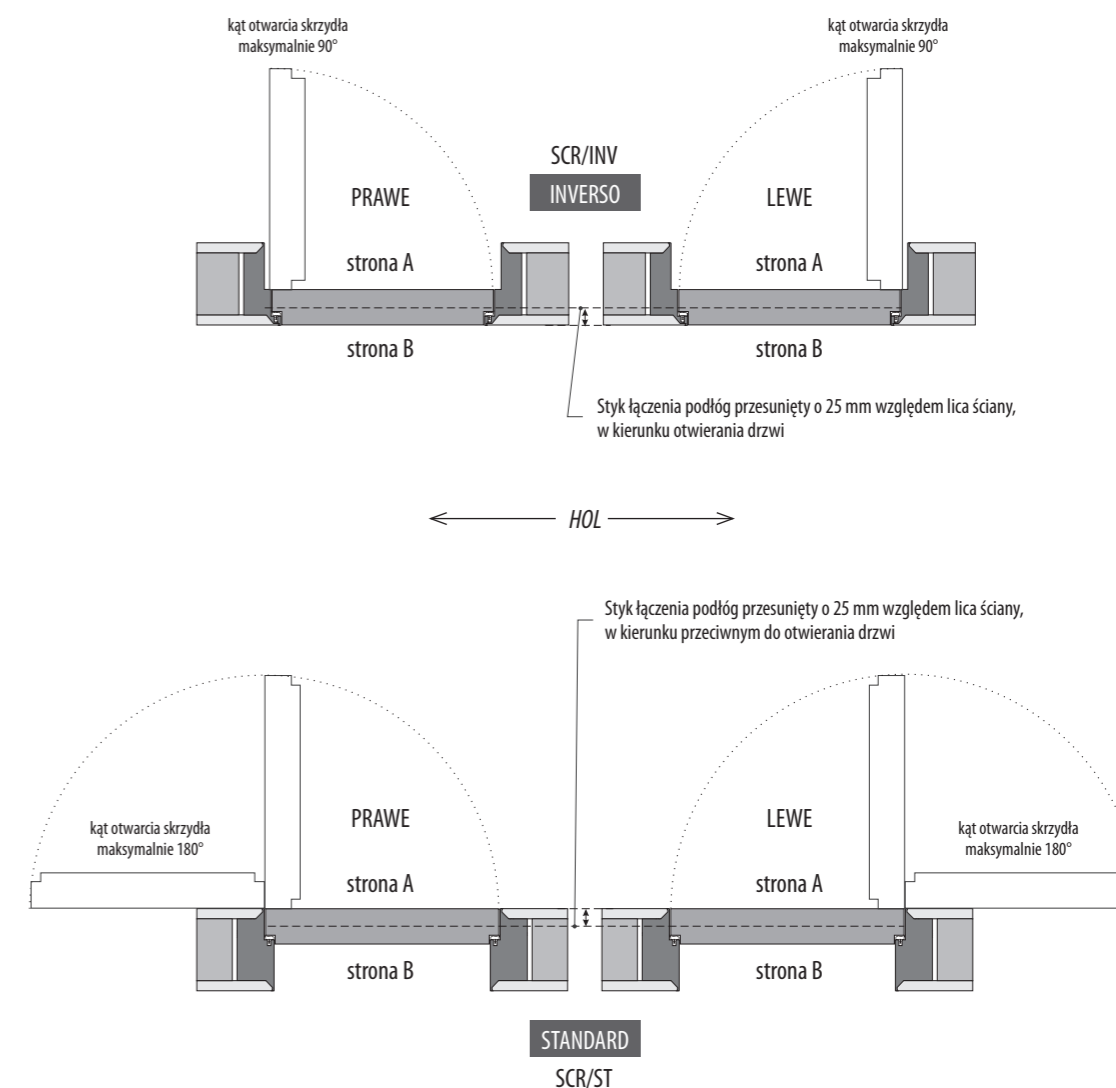 kąt otwarcia skrzydła
maksymalnie 90°
kąt otwarcia skrzydła
maksymalnie 90°
SCR/INV
INVERSO
PRAWE
LEWE
strona A
strona A
strona B
strona B
Styk łączenia podłóg przesunięty o 25 mm względem lica ściany,
w kierunku otwierania drzwi
HOL
Styk łączenia podłóg przesunięty o 25 mm względem lica ściany,
w kierunku przeciwnym do otwierania drzwi
PRAWE
LEWE
kąt otwarcia skrzydła
maksymalnie 180°
kąt otwarcia skrzydła
maksymalnie 180°
strona A
strona A
strona B
strona B
STANDARD
SCR/ST